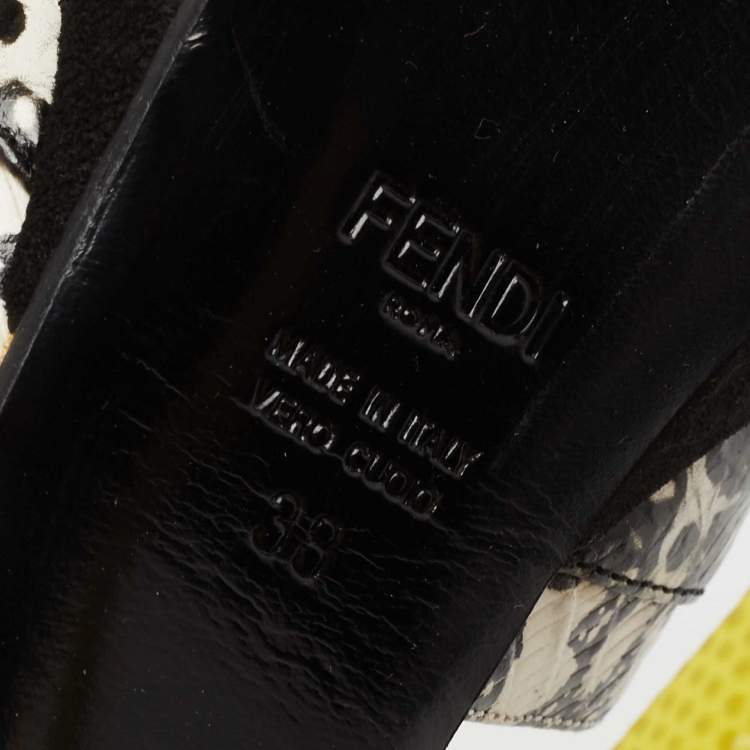 FENDI
ROMA
MADE IN ITALY
VERO CUOIO
38